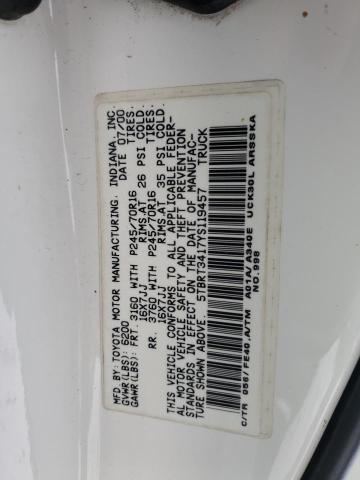 MFD.BY:TOYOTA MOTOR MANUFACTURING, INDIANA, INC.
GVWR(LBS): 6200 DATE 07/00
GAWR(LBS): FRT. 3160 WITH P245/70R16 TIRES.
16X7JJ RIMS.AT 26 PSI COLD.
RR. 3760 WITH P245/70R16 TIRES.
16X7JJ RIMS.AT 35 PSI COLD.
THIS VEHICLE CONFORMS TO ALL APPLICABLE FEDER-
AL MOTOR VEHICLE SAFETY AND THEFT PREVENTION
STANDARDS IN EFFECT ON THE DATE OF MANUFAC-
TURE SHOWN ABOVE. 5TBRT3417YS119457 TRUCK
C/TR 056/FE40,A/TM A01A/A340E UCK30L ARSSKA
NO.998